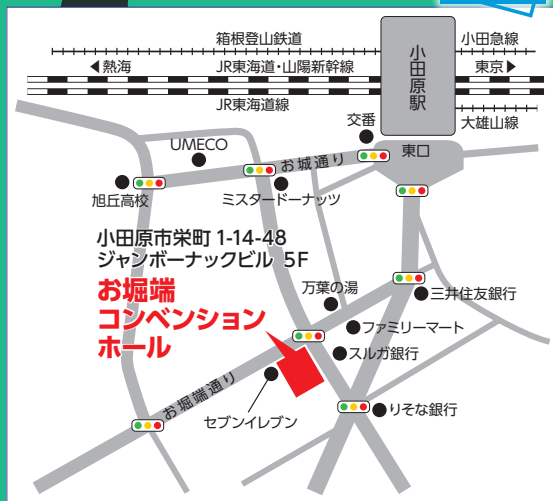 箱根登山鉄道
小田急線
◀熱海
JR東海道・山陽新幹線
東京▶
JR東海道線
小田原駅
大雄山線
交番
東口
UMECO
お城通り
旭丘高校
ミスタードーナッツ
小田原市栄町 1-14-48
ジャンボーナックビル 5F
お堀端
コンベンション
ホール
万葉の湯
三井住友銀行
ファミリーマート
スルガ銀行
お堀端通り
セブンイレブン
りそな銀行